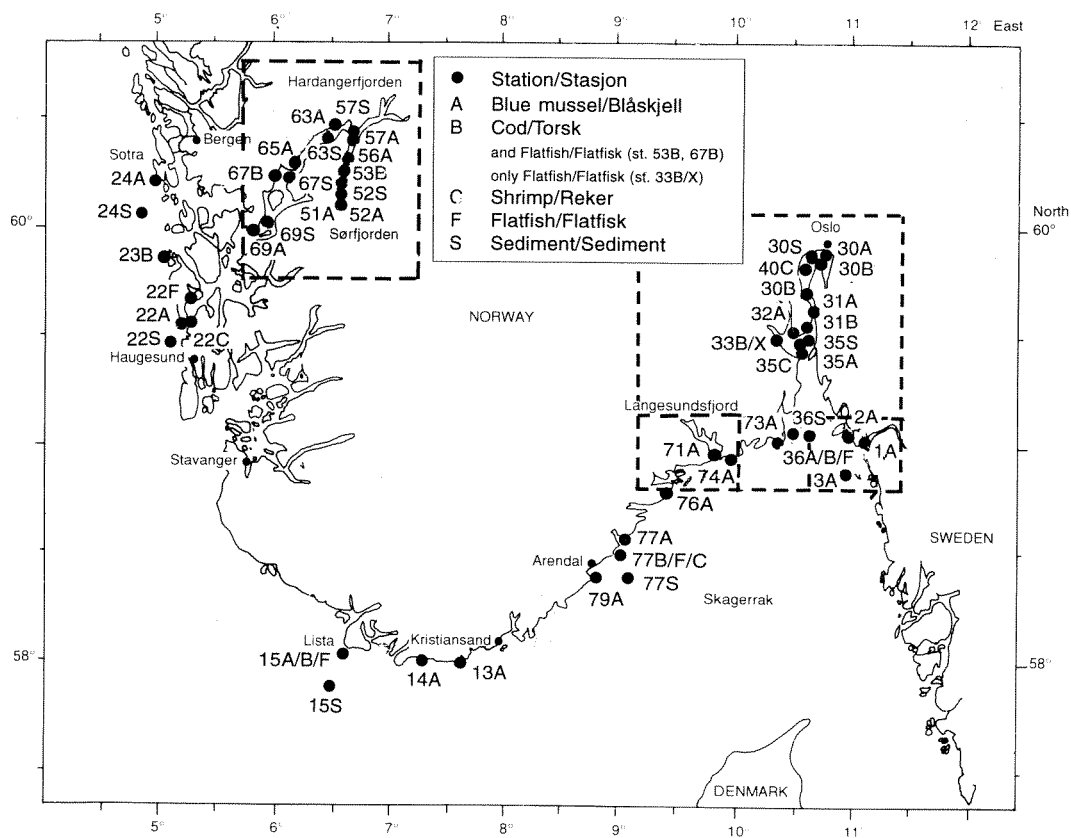 5° 6° 7° 8° 9° 10° 11° 12° East
Hardangerfjorden
57S
63A
Bergen
57A
65A
63S
56A
Sotra
67B
53B
24A
67S
52S
51A
52A
24S
69S
Sørfjorden
69A
60°
23B
22F
22A
22S
22C
Haugesund
Stavanger
NORWAY
● Station/Stasjon
A Blue mussel/Blåskjell
B Cod/Torsk
and Flatfish/Flatfisk (st. 53B, 67B)
only Flatfish/Flatfisk (st. 33B/X)
C Shrimp/Reker
F Flatfish/Flatfisk
S Sediment/Sediment
North
60°
Oslo
30S
30A
40C
30B
30B
31A
32A
31B
33B/X
35S
35C
35A
Langesundsfjord
73A
36S
2A
71A
36A/B/F
1A
74A
3A
76A
77A
SWEDEN
Arendal
77B/F/C
79A
77S
Skagerrak
Lista
Kristiansand
15A/B/F
14A
13A
58°
58°
15S
DENMARK
5° 6° 7° 8° 9° 10° 11°